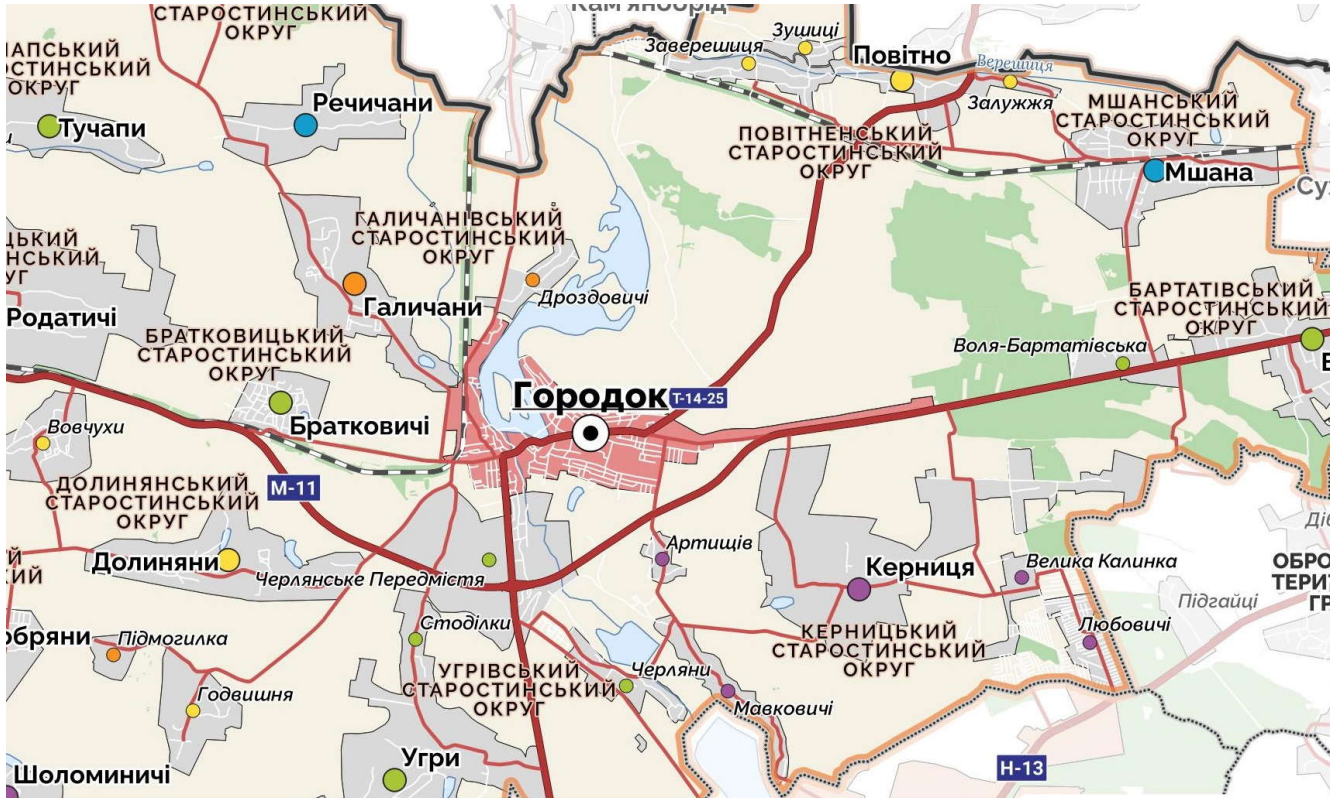 СТАРОСТИНСЬКИЙ
ОКРУГ
Зушиці
Заверешиця
Повітно
Верешиця
Залужжя
ОКРУГ
Тучапи
Речичани
ПОВІТНЕНСЬКИЙ
СТАРОСТИНСЬКИЙ
ОКРУГ
МШАНСЬКИЙ
СТАРОСТИНСЬКИЙ
ОКРУГ
Мшана
ГАЛИЧАНІВСЬКИЙ
СТАРОСТИНСЬКИЙ
ОКРУГ
Галичани
Дроздовичі
Родатичі
БРАТКОВИЦЬКИЙ
СТАРОСТИНСЬКИЙ
ОКРУГ
БАРТАТІВСЬКИЙ
СТАРОСТИНСЬКИЙ
ОКРУГ
Воля-Бартатівська
Городок
Т-14-25
Братковичі
Вовчухи
М-11
ДОЛИНЯНСЬКИЙ
СТАРОСТИНСЬКИЙ
ОКРУГ
Долиняни
Черлянське Передмістя
Артищів
Керниця
Велика Калинка
Підгайці
Стоділки
Любовичі
КЕРНИЦЬКИЙ
СТАРОСТИНСЬКИЙ
ОКРУГ
Підмогилка
Годвишня
УГРІВСЬКИЙ
СТАРОСТИНСЬКИЙ
ОКРУГ
Черляни
Мавковичі
Угри
Шоломиничі
Н-13